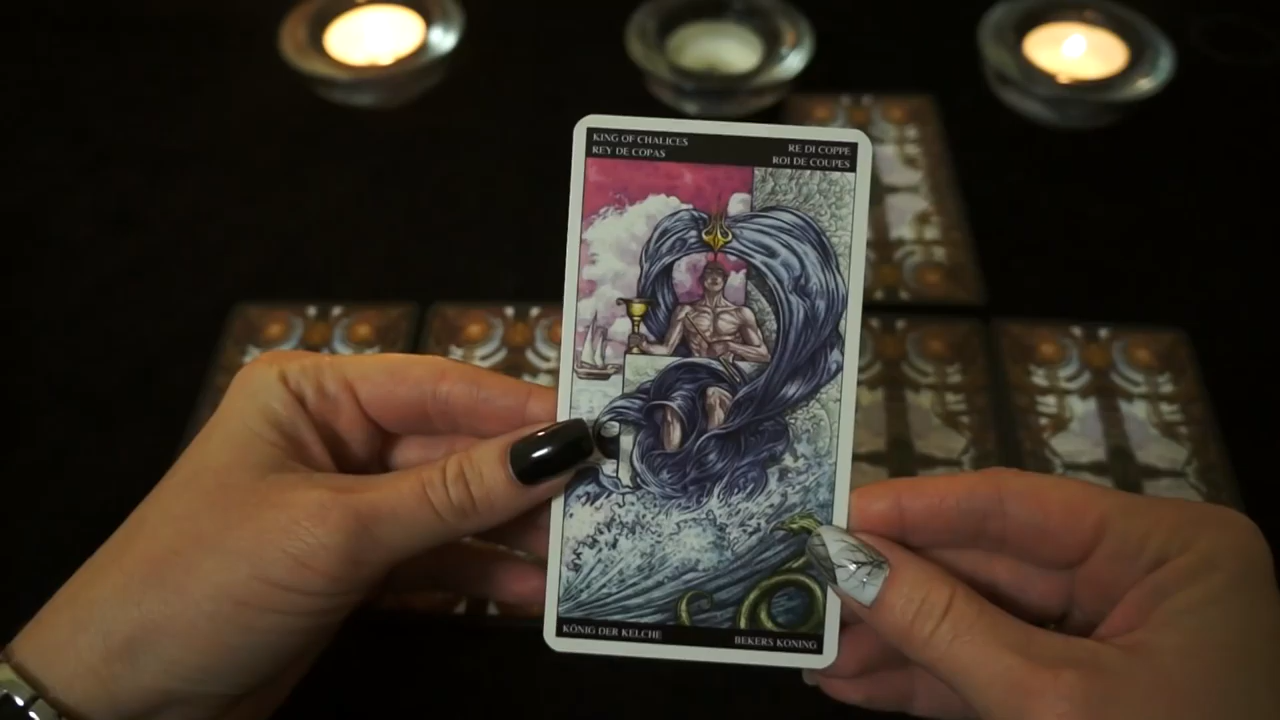 KING OF CHALICES
REY DE COPAS
RE DI COPPE
ROI DE COUPES
KÖNIG DER KELCHE
BEKERS KONING